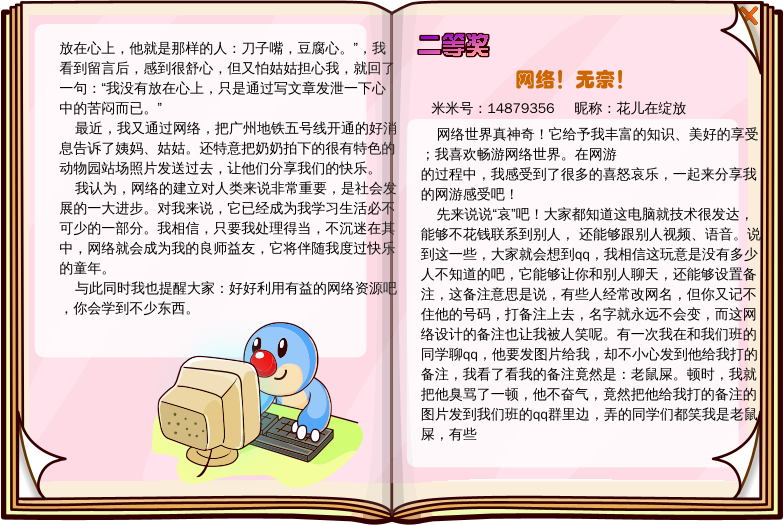 放在心上，他就是那样的人：刀子嘴，豆腐心。”，我
看到留言后，感到很舒心，但又怕姑姑担心我，就回了
一句：“我没有放在心上，只是通过写文章发泄一下心
中的苦闷而已。”
最近，我又通过网络，把广州地铁五号线开通的好消
息告诉了姨妈、姑姑。还特意把奶奶拍下的很有特色的
动物园站场照片发送过去，让他们分享我们的快乐。
我认为，网络的建立对人类来说非常重要，是社会发
展的一大进步。对我来说，它已经成为我学习生活必不
可少的一部分。我相信，只要我处理得当，不沉迷在其
中，网络就会成为我的良师益友，它将伴随我度过快乐
的童年。
与此同时我也提醒大家：好好利用有益的网络资源吧
，你会学到不少东西。
二等奖
网络！无奈！
米米号：14879356 昵称：花儿在绽放
网络世界真神奇！它给予我丰富的知识、美好的享受
；我喜欢畅游网络世界。在网游
的过程中，我感受到了很多的喜怒哀乐，一起来分享我
的网游感受吧！
先来说说“哀”吧！大家都知道这电脑就技术很发达，
能够不花钱联系到别人， 还能够跟别人视频、语音。说
到这一些，大家就会想到qq，我相信这玩意是没有多少
人不知道的吧，它能够让你和别人聊天，还能够设置备
注，这备注意思是说，有些人经常改网名，但你又记不
住他的号码，打备注上去，名字就永远不会变，而这网
络设计的备注也让我被人笑呢。有一次我在和我们班的
同学聊qq，他要发图片给我，却不小心发到他给我打的
备注，我看了看我的备注竟然是：老鼠屎。顿时，我就
把他臭骂了一顿，他不奋气，竟然把他给我打的备注的
图片发到我们班的qq群里边，弄的同学们都笑我是老鼠
屎，有些